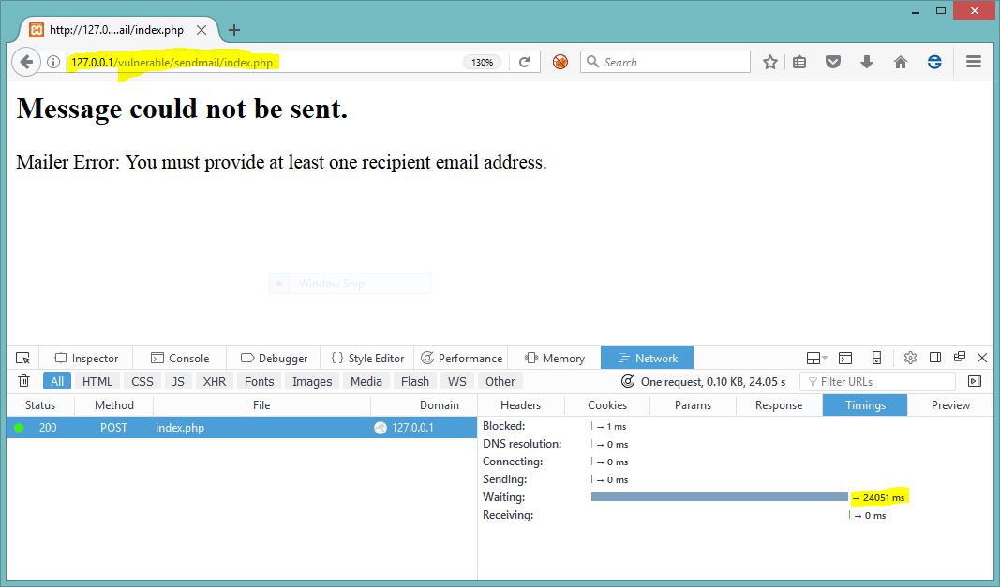 http://127.0....ail/index.php
127.0.0.1/vulnerable/sendmail/index.php 130% Search
Message could not be sent.
Mailer Error: You must provide at least one recipient email address.
Window Snip
Inspector Console Debugger { } Style Editor Performance Memory Network
All HTML CSS JS XHR Fonts Images Media Flash WS Other One request, 0.10 KB, 24.05 s Filter URLs
Status Method File Domain Headers Cookies Params Response Timings Preview
200 POST index.php 127.0.0.1
Blocked: → 1 ms
DNS resolution: → 0 ms
Connecting: → 0 ms
Sending: → 0 ms
Waiting: → 24051 ms
Receiving: → 0 ms